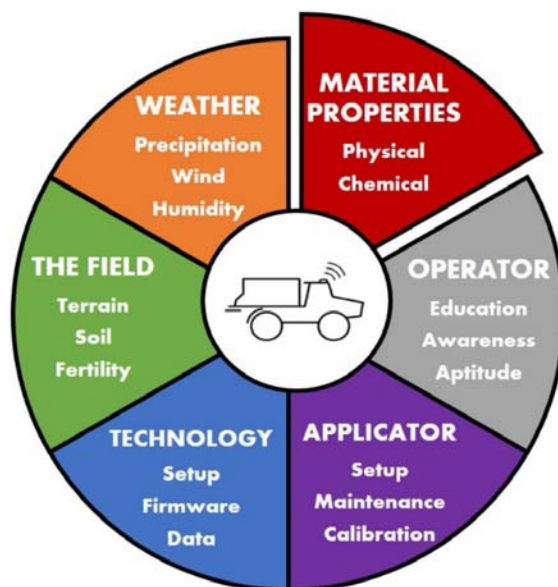 WEATHER
Precipitation
Wind
Humidity
MATERIAL
PROPERTIES
Physical
Chemical
OPERATOR
Education
Awareness
Aptitude
APPLICATOR
Setup
Maintenance
Calibration
TECHNOLOGY
Setup
Firmware
Data
THE FIELD
Terrain
Soil
Fertility